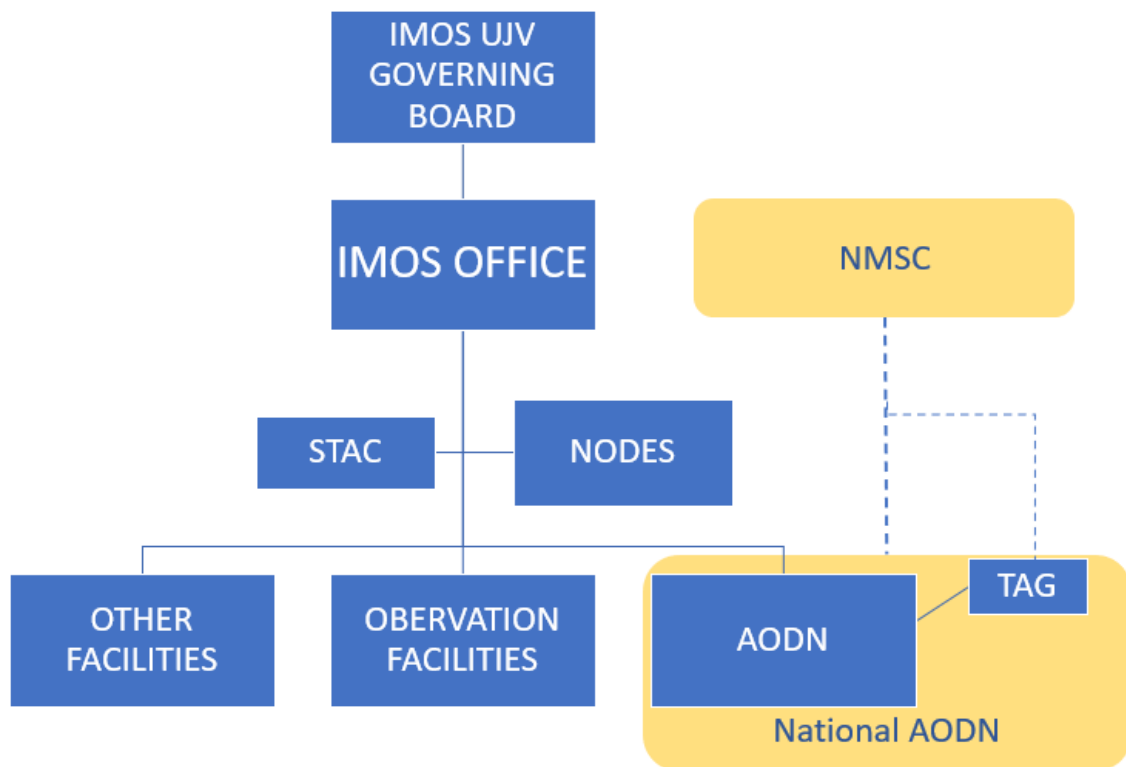 IMOS UJV
GOVERNING
BOARD
IMOS OFFICE
NMSC
STAC
NODES
OTHER
FACILITIES
OBERVATION
FACILITIES
AODN
TAG
National AODN